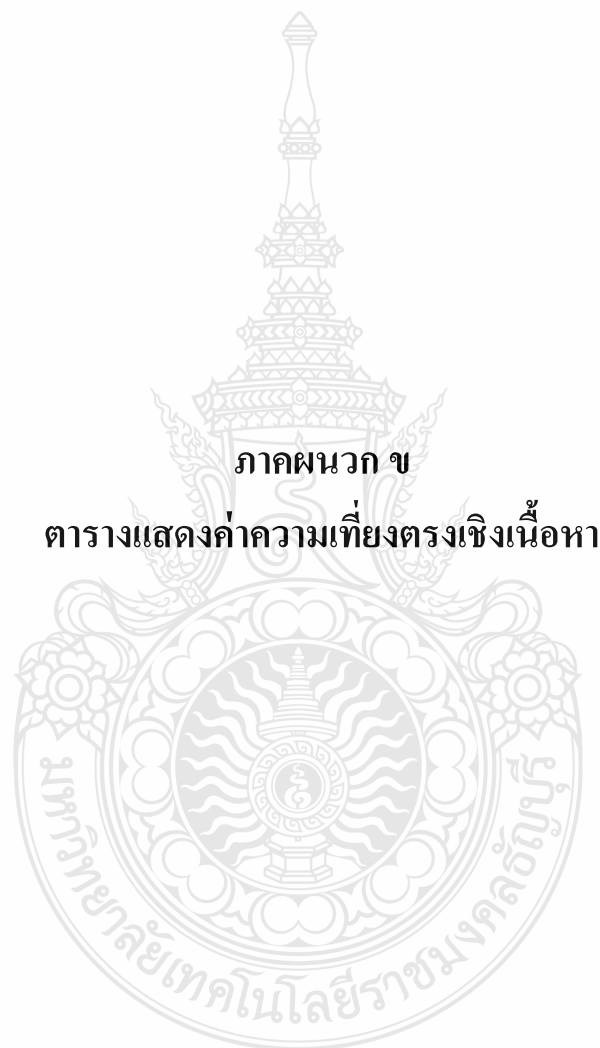 ภาคผนวก ข
ตารางแสดงค่าความเที่ยงตรงเชิงเนื้อหา
มหาวิทยาลัยเทคโนโลยีราชมงคลธัญบุรี